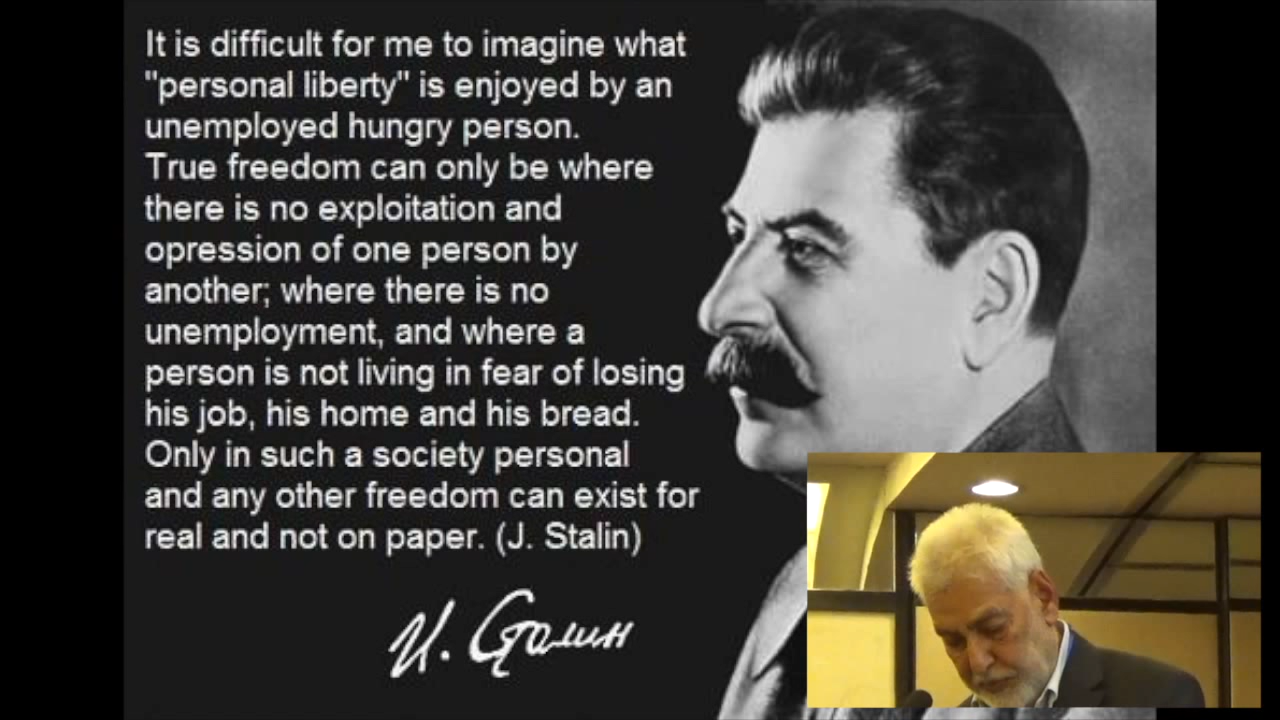 It is difficult for me to imagine what
"personal liberty" is enjoyed by an
unemployed hungry person.
True freedom can only be where
there is no exploitation and
opression of one person by
another; where there is no
unemployment, and where a
person is not living in fear of losing
his job, his home and his bread.
Only in such a society personal
and any other freedom can exist for
real and not on paper. (J. Stalin)
И. Сталин